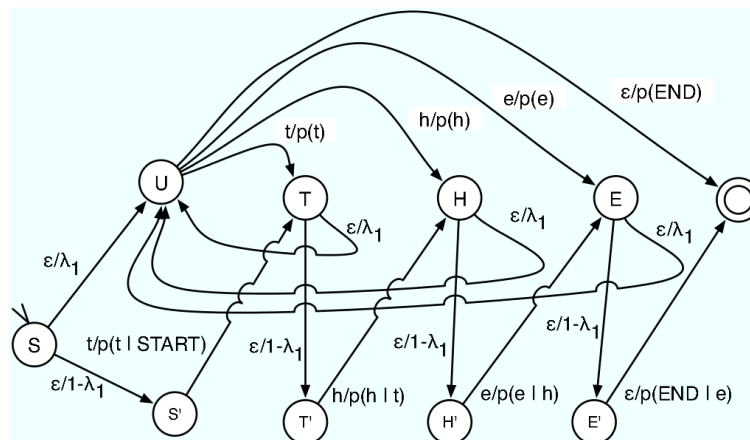 ε/p(END)
e/p(e)
h/p(h)
t/p(t)
U
T
H
E
ε/λ1
ε/λ1
ε/λ1
ε/λ1
S
t/p(t | START)
ε/1-λ1
ε/1-λ1
ε/1-λ1
ε/1-λ1
h/p(h | t)
e/p(e | h)
ε/p(END | e)
S'
T'
H'
E'